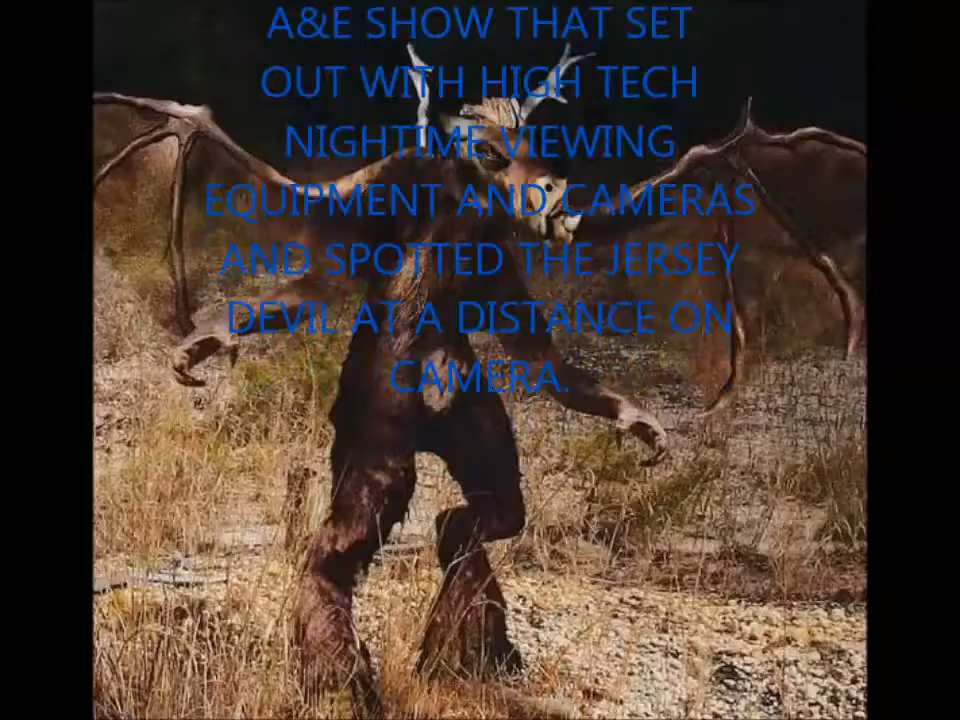 A&E SHOW THAT SET
OUT WITH HIGH TECH
NIGHTIME VIEWING
EQUIPMENT AND CAMERAS
AND SPOTTED THE JERSEY
DEVIL AT A DISTANCE ON
CAMERA.